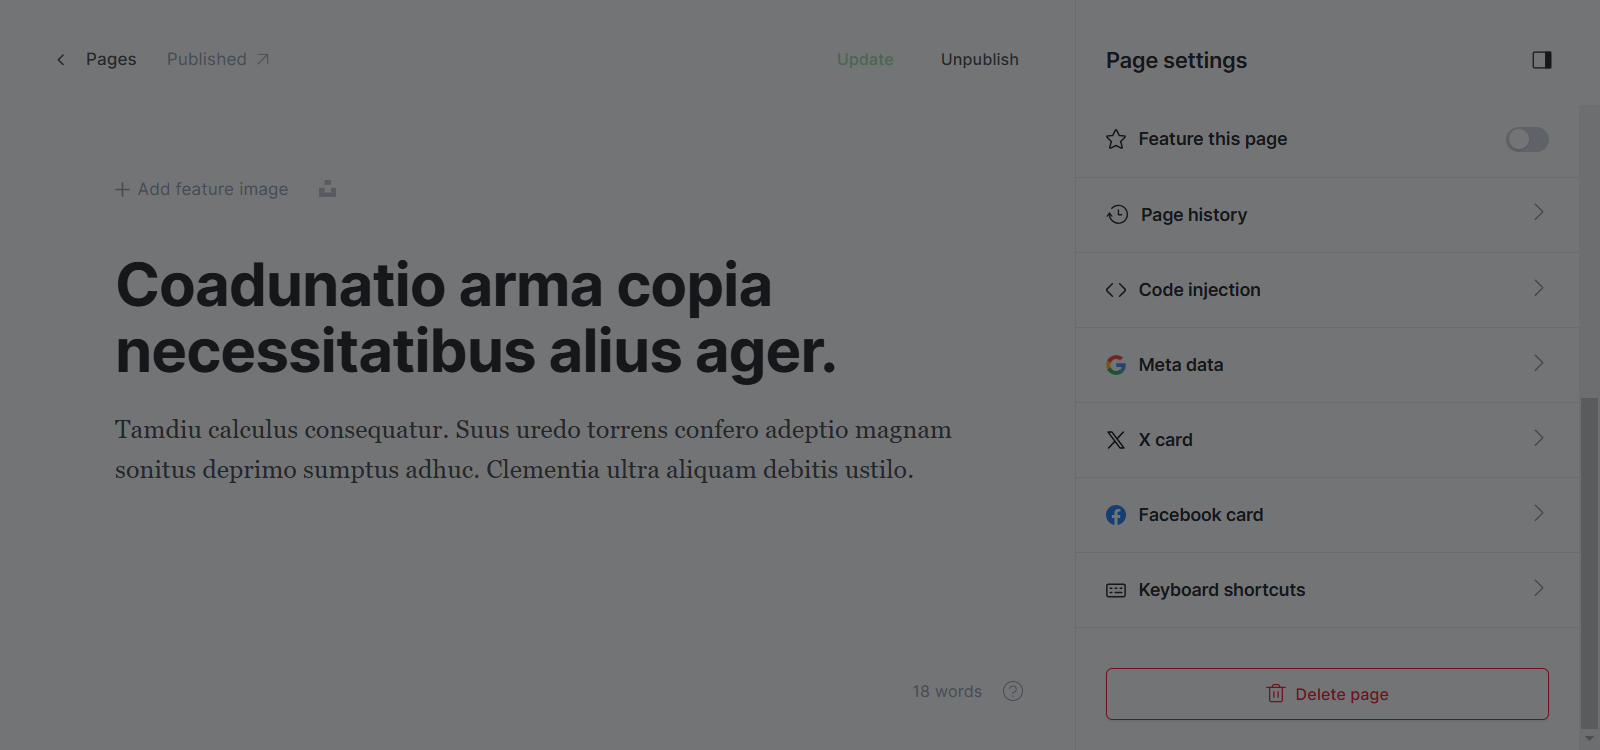 Pages
Published
Update
Unpublish
Add feature image
Coadunatio arma copia
necessitatibus alius ager.
Tamdiu calculus consequatur. Suus uredo torrens confero adeptio magnam
sonitus deprimo sumptus adhuc. Clementia ultra aliquam debitis ustilo.
18 words
?
Page settings
Feature this page
Page history
Code injection
Meta data
X card
Facebook card
Keyboard shortcuts
Delete page